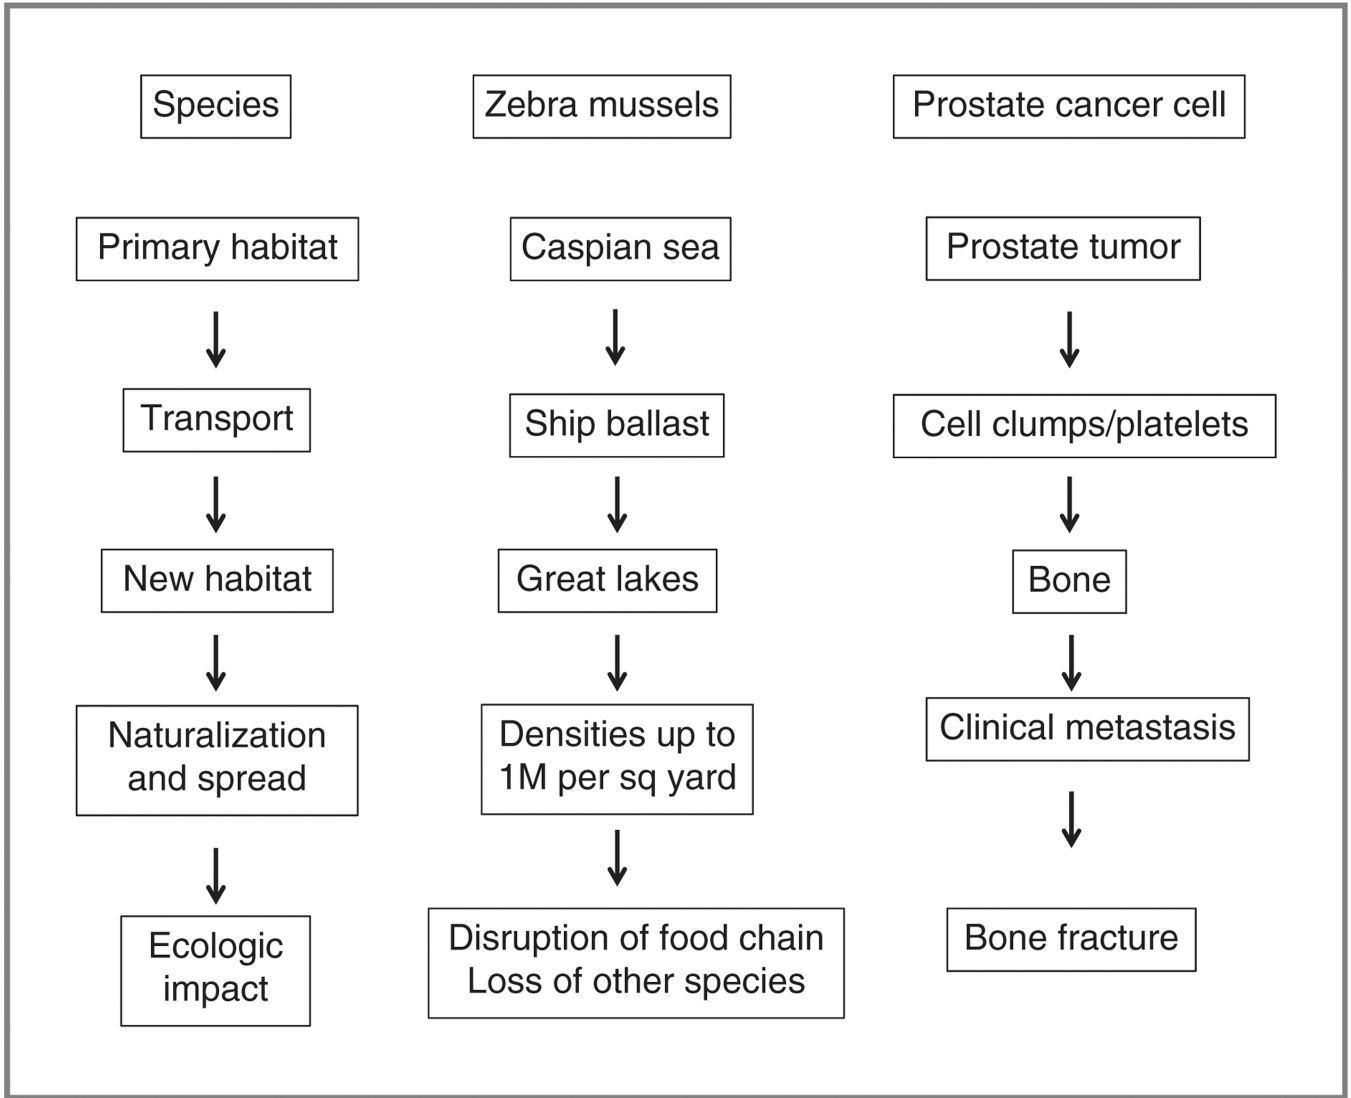 Species
Zebra mussels
Prostate cancer cell
Primary habitat
Caspian sea
Prostate tumor
Transport
Ship ballast
Cell clumps/platelets
New habitat
Great lakes
Bone
Naturalization
and spread
Densities up to
1M per sq yard
Clinical metastasis
Ecologic
impact
Disruption of food chain
Loss of other species
Bone fracture